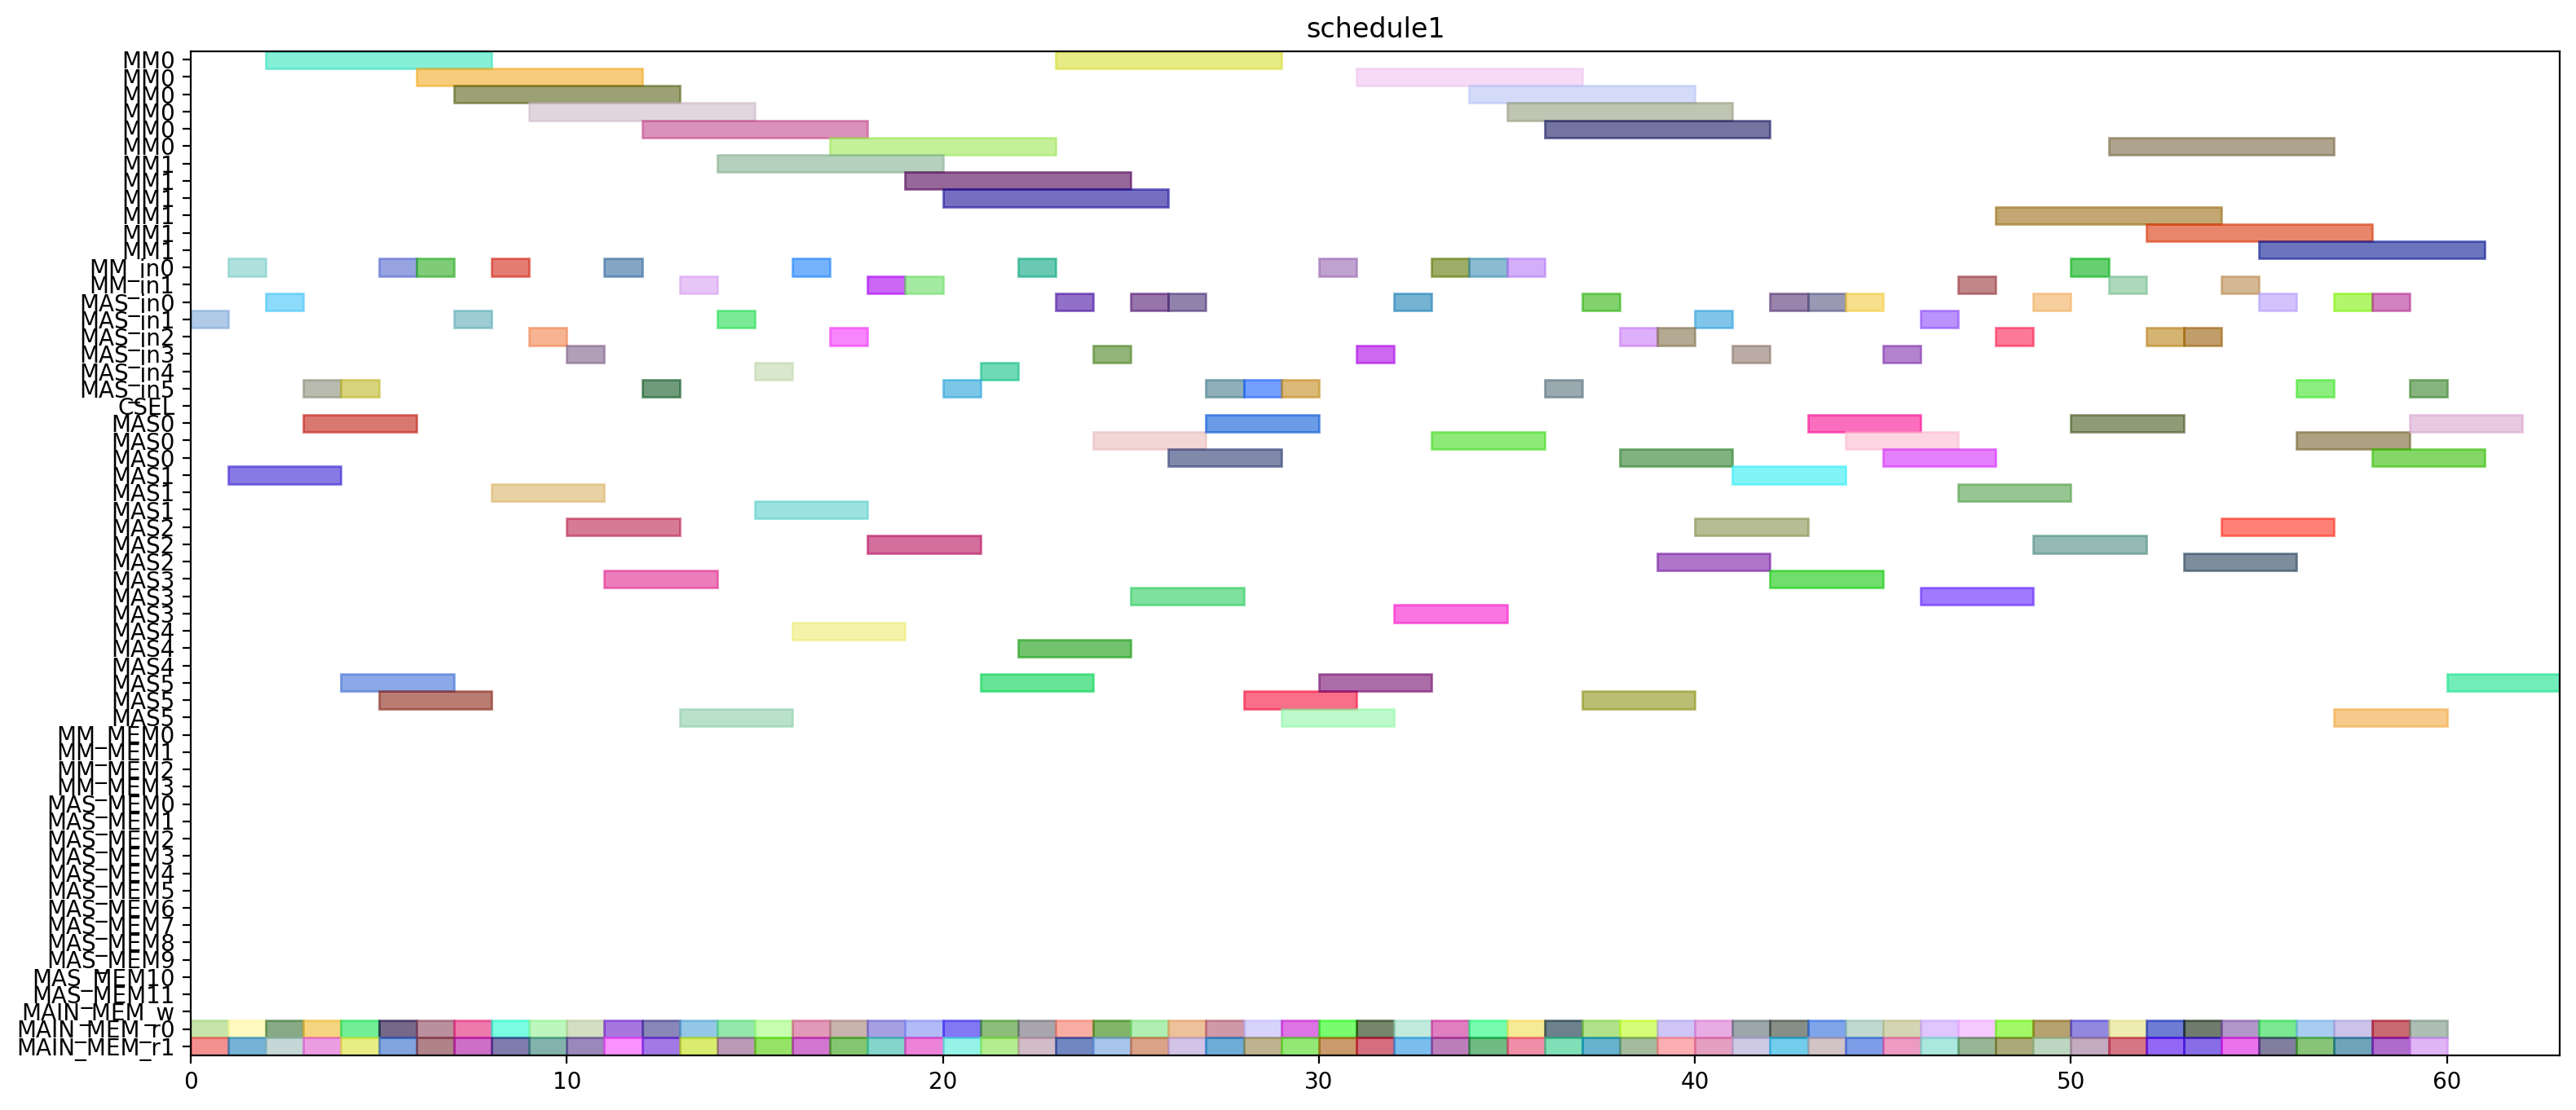 schedule1
MM0
MM0
MM0
MM0
MM0
MM0
MM1
MM1
MM1
MM1
MM1
MM1
MM_in0
MM_in1
MAS_in0
MAS_in1
MAS_in2
MAS_in3
MAS_in4
MAS_in5
CSEL
MAS0
MAS0
MAS0
MAS1
MAS1
MAS1
MAS2
MAS2
MAS2
MAS3
MAS3
MAS3
MAS4
MAS4
MAS4
MAS5
MAS5
MAS5
MM_MEM0
MM_MEM1
MM_MEM2
MM_MEM3
MAS_MEM0
MAS_MEM1
MAS_MEM2
MAS_MEM3
MAS_MEM4
MAS_MEM5
MAS_MEM6
MAS_MEM7
MAS_MEM8
MAS_MEM9
MAS_MEM10
MAS_MEM11
MAIN_MEM_w
MAIN_MEM_r0
MAIN_MEM_r1
0 10 20 30 40 50 60